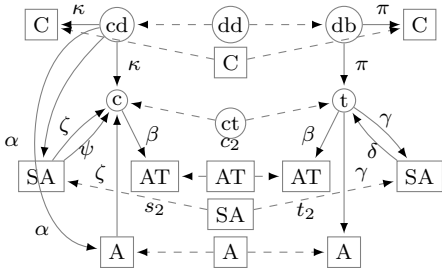 C κ cd dd db π C
C
κ π
c ct t
c₂
α ζ ψ β β γ δ
SA ζ AT AT AT γ SA
s₂ SA t₂
α
A A A